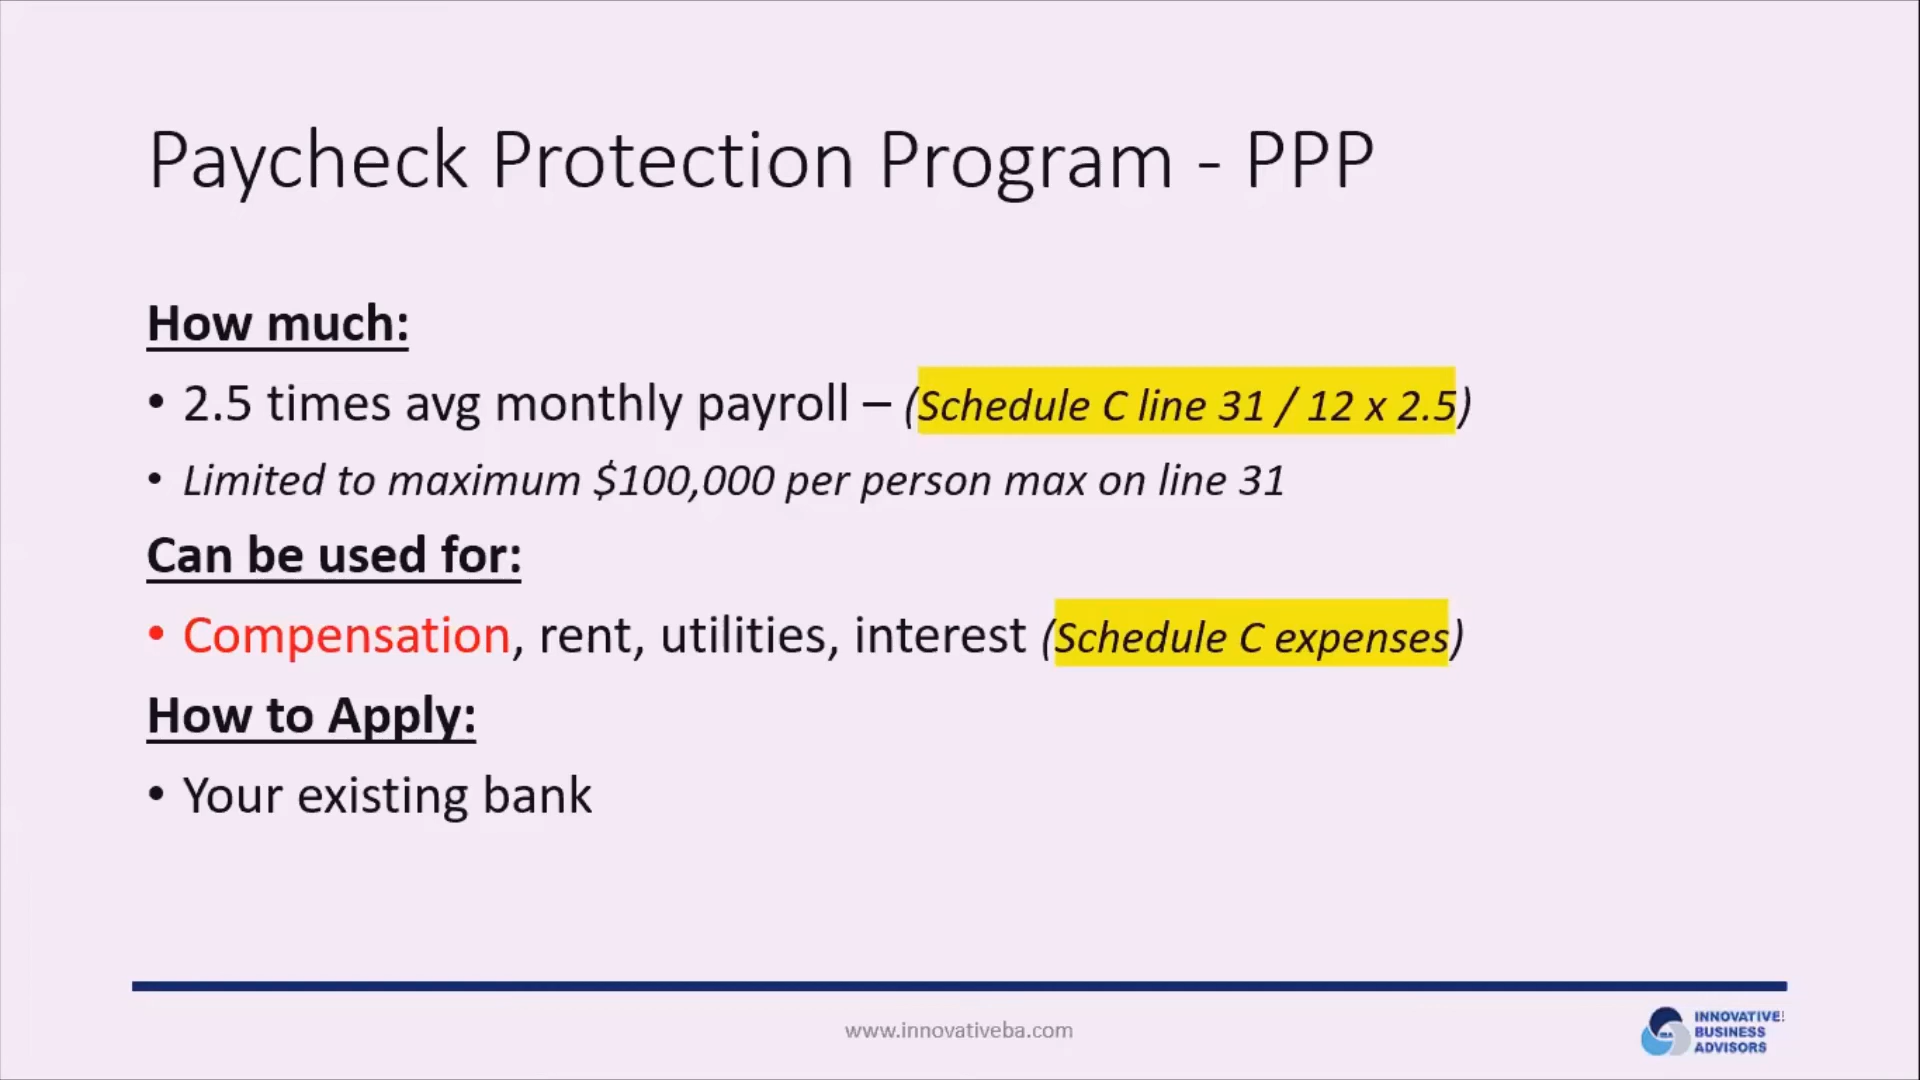 Paycheck Protection Program - PPP
How much:
• 2.5 times avg monthly payroll – (Schedule C line 31 / 12 x 2.5)
• Limited to maximum $100,000 per person max on line 31
Can be used for:
• Compensation, rent, utilities, interest (Schedule C expenses)
How to Apply:
• Your existing bank
www.innovativeba.com
INNOVATIVE!
BUSINESS
ADVISORS